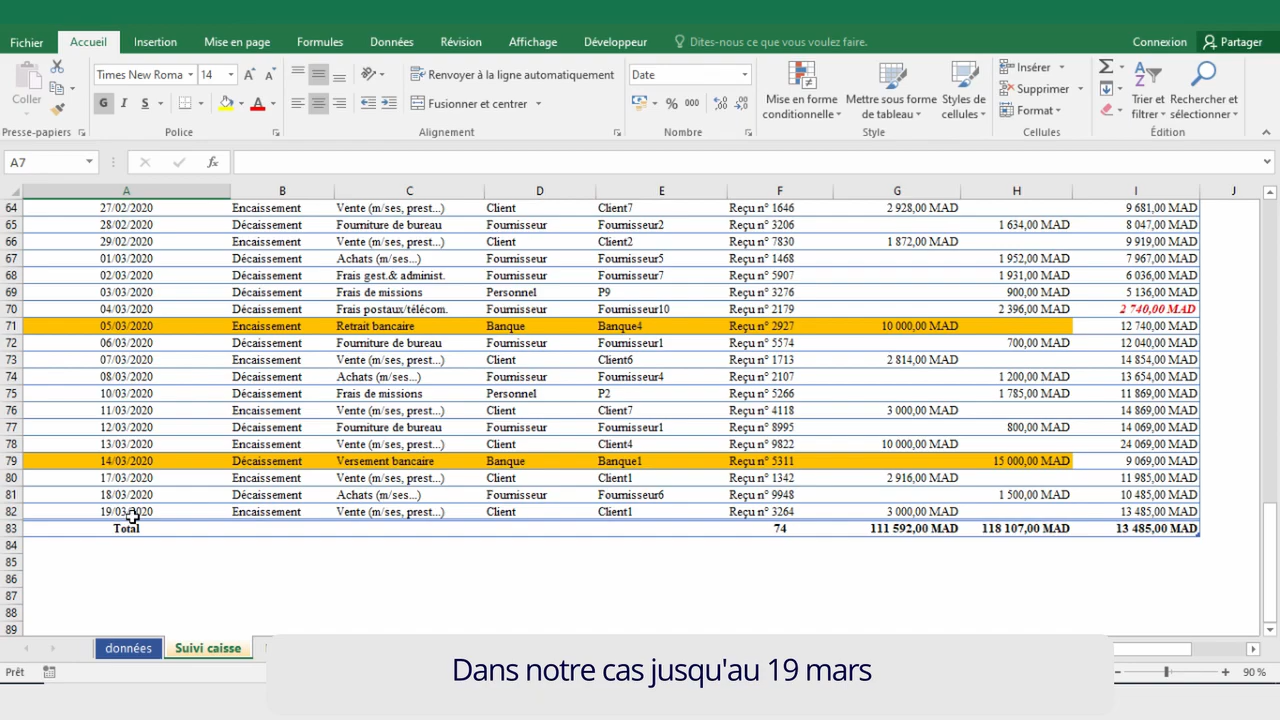 Fichier Accueil Insertion Mise en page Formules Données Révision Affichage Développeur Dites-nous ce que vous voulez faire. Connexion Partager
Coller Times New Roma 14 A A Renvoyer à la ligne automatiquement Date Mise en forme conditionnelle Mettre sous forme de tableau Styles de cellules Insérer Supprimer Format Trier et filtrer Rechercher et sélectionner
G I S A Fusionner et centrer % 000
Presse-papiers Police Alignement Nombre Style Cellules Édition
A7 fx
A B C D E F G H I J
64 27/02/2020 Encaissement Vente (m/ses, prest...) Client Client7 Reçu n° 1646 2 928,00 MAD 9 681,00 MAD
65 28/02/2020 Décaissement Fourniture de bureau Fournisseur Fournisseur2 Reçu n° 3206 1 634,00 MAD 8 047,00 MAD
66 29/02/2020 Encaissement Vente (m/ses, prest...) Client Client2 Reçu n° 7830 1 872,00 MAD 9 919,00 MAD
67 01/03/2020 Décaissement Achats (m/ses...) Fournisseur Fournisseur5 Reçu n° 1468 1 952,00 MAD 7 967,00 MAD
68 02/03/2020 Décaissement Frais gest.& administ. Fournisseur Fournisseur7 Reçu n° 5907 1 931,00 MAD 6 036,00 MAD
69 03/03/2020 Décaissement Frais de missions Personnel P9 Reçu n° 3276 900,00 MAD 5 136,00 MAD
70 04/03/2020 Décaissement Frais postaux/télécom. Fournisseur Fournisseur10 Reçu n° 2179 2 396,00 MAD 2 740,00 MAD
71 05/03/2020 Encaissement Retrait bancaire Banque Banque4 Reçu n° 2927 10 000,00 MAD 12 740,00 MAD
72 06/03/2020 Décaissement Fourniture de bureau Fournisseur Fournisseur1 Reçu n° 5574 700,00 MAD 12 040,00 MAD
73 07/03/2020 Encaissement Vente (m/ses, prest...) Client Client6 Reçu n° 1713 2 814,00 MAD 14 854,00 MAD
74 08/03/2020 Décaissement Achats (m/ses...) Fournisseur Fournisseur4 Reçu n° 2107 1 200,00 MAD 13 654,00 MAD
75 10/03/2020 Décaissement Frais de missions Personnel P2 Reçu n° 5266 1 785,00 MAD 11 869,00 MAD
76 11/03/2020 Encaissement Vente (m/ses, prest...) Client Client7 Reçu n° 4118 3 000,00 MAD 14 869,00 MAD
77 12/03/2020 Décaissement Fourniture de bureau Fournisseur Fournisseur1 Reçu n° 8995 800,00 MAD 14 069,00 MAD
78 13/03/2020 Encaissement Vente (m/ses, prest...) Client Client4 Reçu n° 9822 10 000,00 MAD 24 069,00 MAD
79 14/03/2020 Décaissement Versement bancaire Banque Banque1 Reçu n° 5311 15 000,00 MAD 9 069,00 MAD
80 17/03/2020 Encaissement Vente (m/ses, prest...) Client Client1 Reçu n° 1342 2 916,00 MAD 11 985,00 MAD
81 18/03/2020 Décaissement Achats (m/ses...) Fournisseur Fournisseur6 Reçu n° 9948 1 500,00 MAD 10 485,00 MAD
82 19/03/2020 Encaissement Vente (m/ses, prest...) Client Client1 Reçu n° 3264 3 000,00 MAD 13 485,00 MAD
83 Total 74 111 592,00 MAD 118 107,00 MAD 13 485,00 MAD
84
85
86
87
88
89
données Suivi caisse
Prêt 90 %
Dans notre cas jusqu'au 19 mars